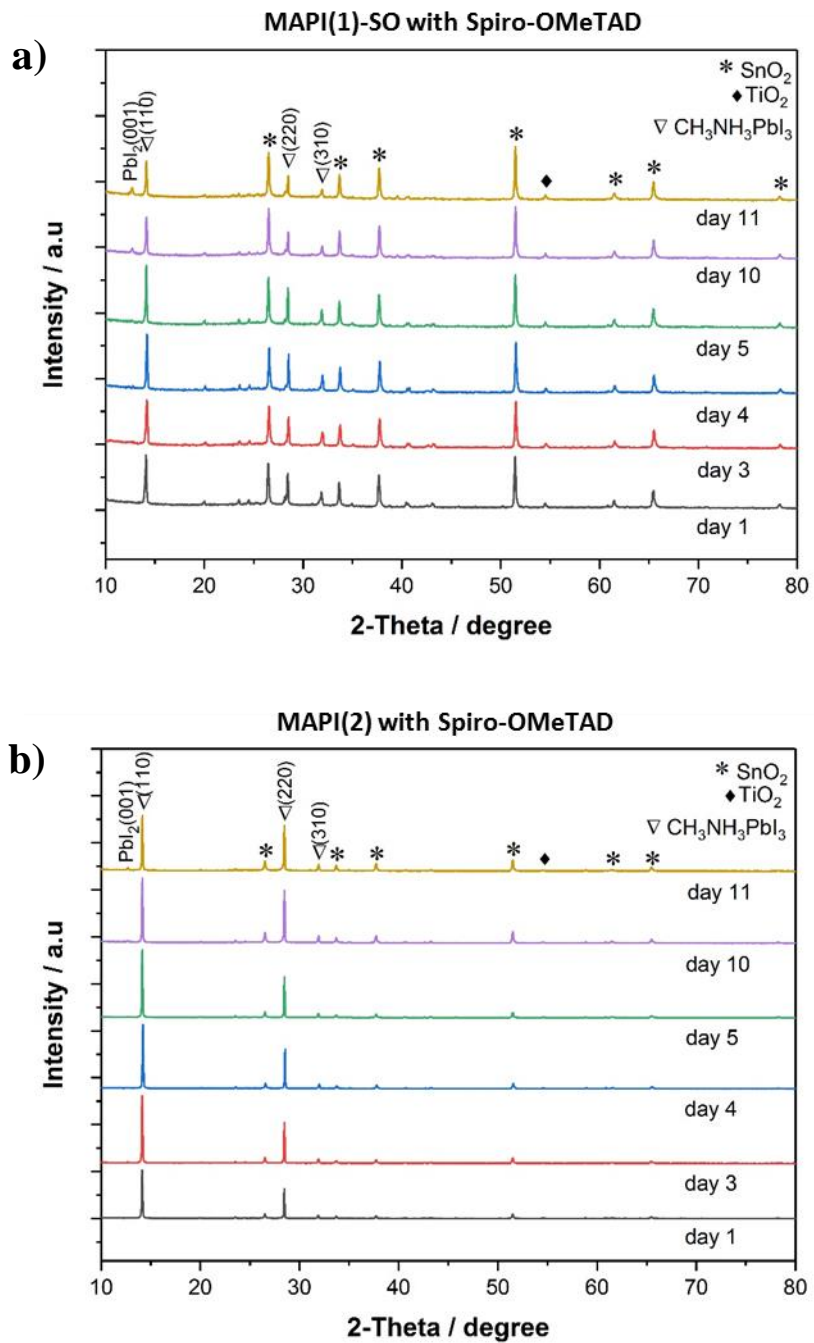 MAPI(1)-SO with Spiro-OMeTAD
a)
* SnO₂
♦TiO₂
▽ CH₃NH₃PbI₃
PbI₂(001)
▽(110)
*
▽(220)
▽(310)
*
*
*
♦
*
*
*
day 11
day 10
day 5
day 4
day 3
day 1
Intensity / a.u
10 20 30 40 50 60 70 80
2-Theta / degree
MAPI(2) with Spiro-OMeTAD
b)
* SnO₂
♦TiO₂
▽ CH₃NH₃PbI₃
PbI₂(001)
▽(110)
*
▽(220)
▽(310)
*
*
*
♦
*
*
day 11
day 10
day 5
day 4
day 3
day 1
Intensity / a.u
10 20 30 40 50 60 70 80
2-Theta / degree